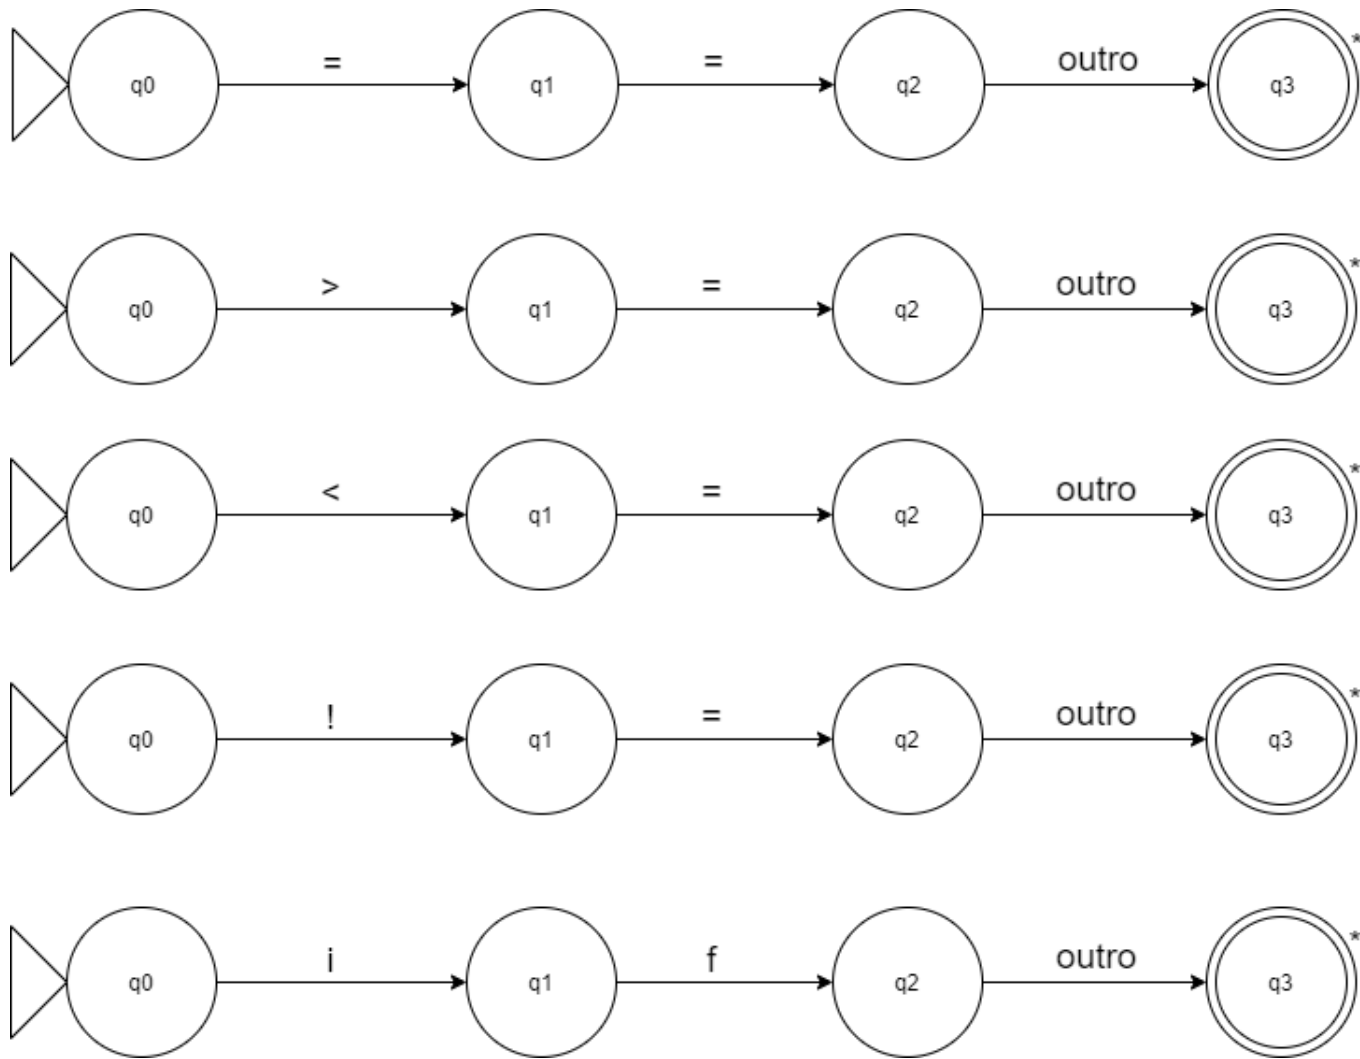 q0 = q1 = q2 outro q3 *
q0 > q1 = q2 outro q3 *
q0 < q1 = q2 outro q3 *
q0 ! q1 = q2 outro q3 *
q0 i q1 f q2 outro q3 *